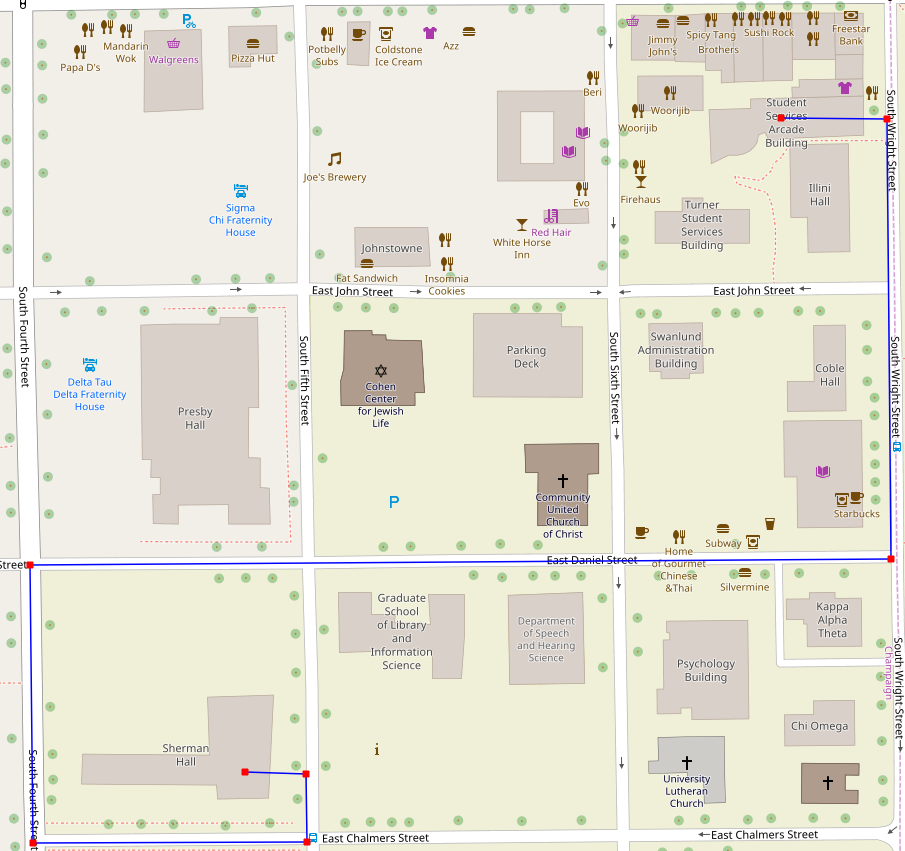 Mandarin
Wok
Papa D's
Walgreens
Pizza Hut
Potbelly
Subs
Coldstone
Ice Cream
Azz
Jimmy
John's
Spicy Tang
Brothers
Sushi Rock
Freestar
Bank
Beri
Woorijib
Woorijib
Student
Services
Arcade
Building
South Wright Street
Joe's Brewery
Sigma
Chi Fraternity
House
Evo
Firehaus
Illini
Hall
Turner
Student
Services
Building
White Horse
Inn
Red Hair
Johnstowne
Fat Sandwich
Insomnia
Cookies
East John Street
East John Street
South Fourth Street
South Fifth Street
South Sixth Street
South Wright Street
Delta Tau
Delta Fraternity
House
Presby
Hall
Cohen
Center
for Jewish
Life
Parking
Deck
Swanlund
Administration
Building
Coble
Hall
P
Community
United
Church
of Christ
Starbucks
Subway
Home
of Gourmet
Chinese
&Thai
Silvermine
Street
East Daniel Street
Graduate
School
of Library
and
Information
Science
Department
of Speech
and Hearing
Science
Kappa
Alpha
Theta
Psychology
Building
South Wright Street
Champaign
Chi Omega
Sherman
Hall
i
University
Lutheran
Church
South Fourth Street
East Chalmers Street
East Chalmers Street